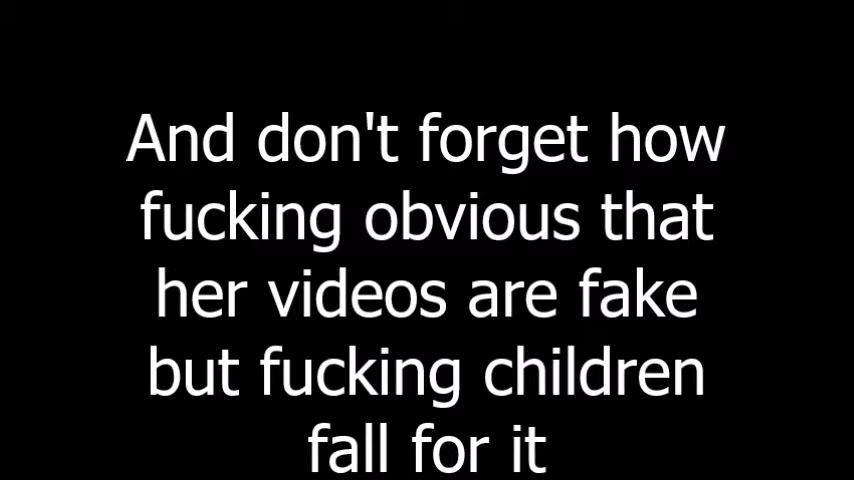 And don't forget how
fucking obvious that
her videos are fake
but fucking children
fall for it